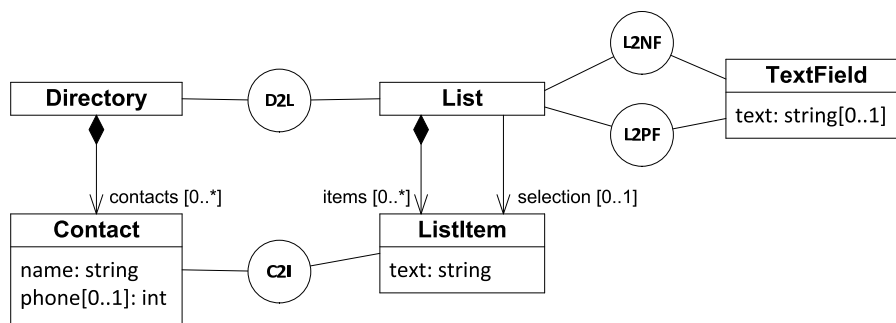 L2NF
Directory
D2L
List
TextField
text: string[0..1]
L2PF
contacts [0..*]
items [0..*]
selection [0..1]
Contact
name: string
phone[0..1]: int
C2I
ListItem
text: string